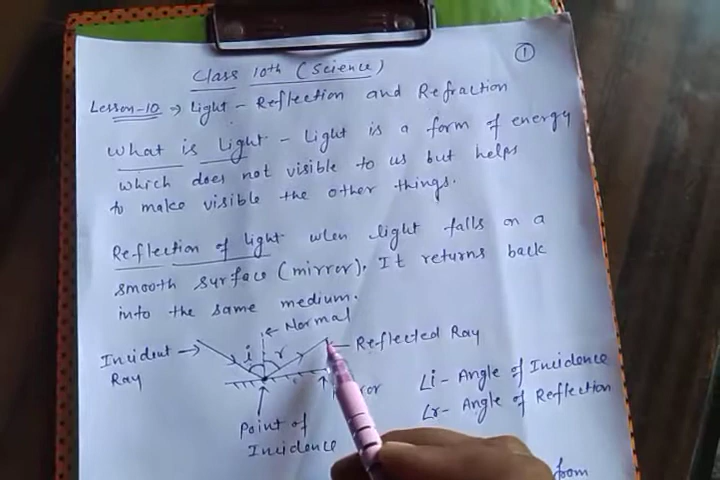 ①
Class 10th (Science)
Lesson-10 → Light - Reflection and Refraction
What is Light - Light is a form of energy
which does not visible to us but helps
to make visible the other things.
Reflection of light when light falls on a
smooth surface (mirror). It returns back
into the same medium.
← Normal
Incident → i r — Reflected Ray
Ray
∠i - Angle of Incidence
∠r - Angle of Reflection
Point of
Incidence
from